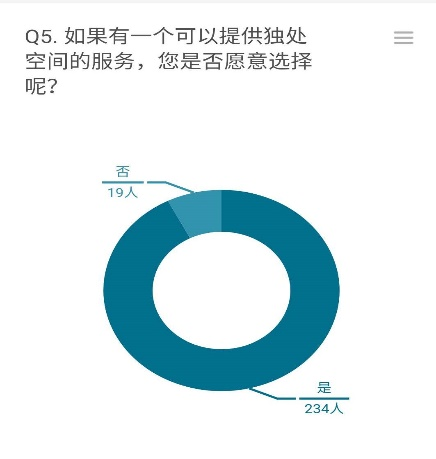 Q5. 如果有一个可以提供独处
空间的服务，您是否愿意选择
呢?
否
19人
是
234人